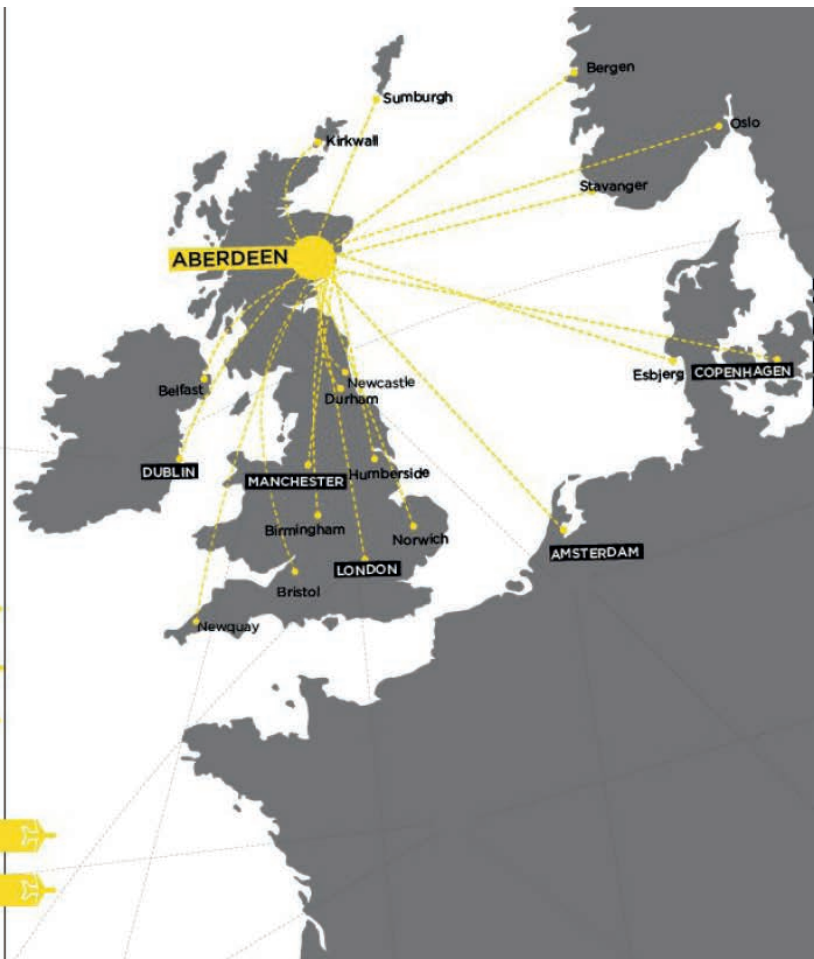 Bergen
Sumburgh
Oslo
Kirkwall
Stavanger
ABERDEEN
Esbjerg
COPENHAGEN
Newcastle
Belfast
Durham
DUBLIN
MANCHESTER
Humberside
Birmingham
Norwich
AMSTERDAM
LONDON
Bristol
Newquay